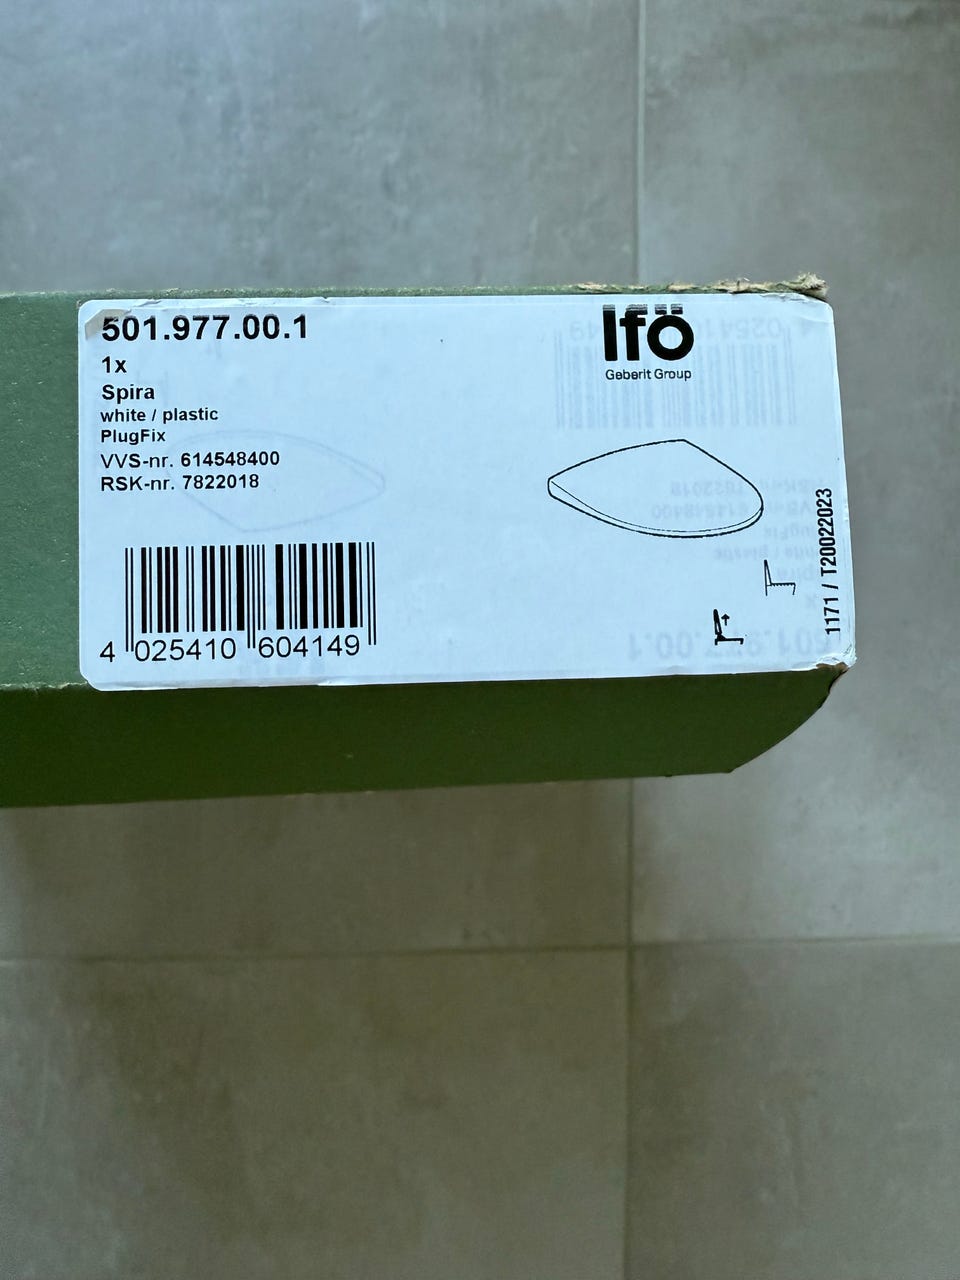 501.977.00.1
1x
Spira
white / plastic
PlugFix
VVS-nr. 614548400
RSK-nr. 7822018
4 025410 604149
Ifö
Geberit Group
1171 / T20022023